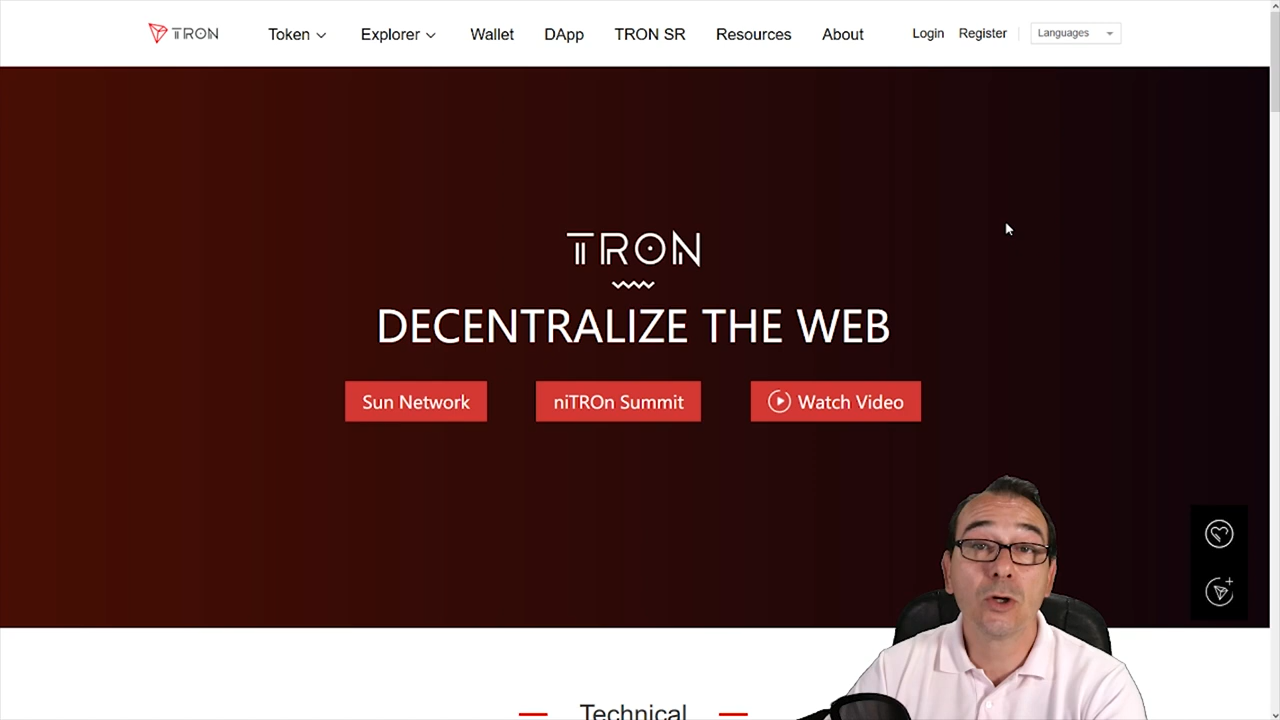 TRON Token Explorer Wallet DApp TRON SR Resources About Login Register Languages
TRON
DECENTRALIZE THE WEB
Sun Network niTROn Summit Watch Video
Technical